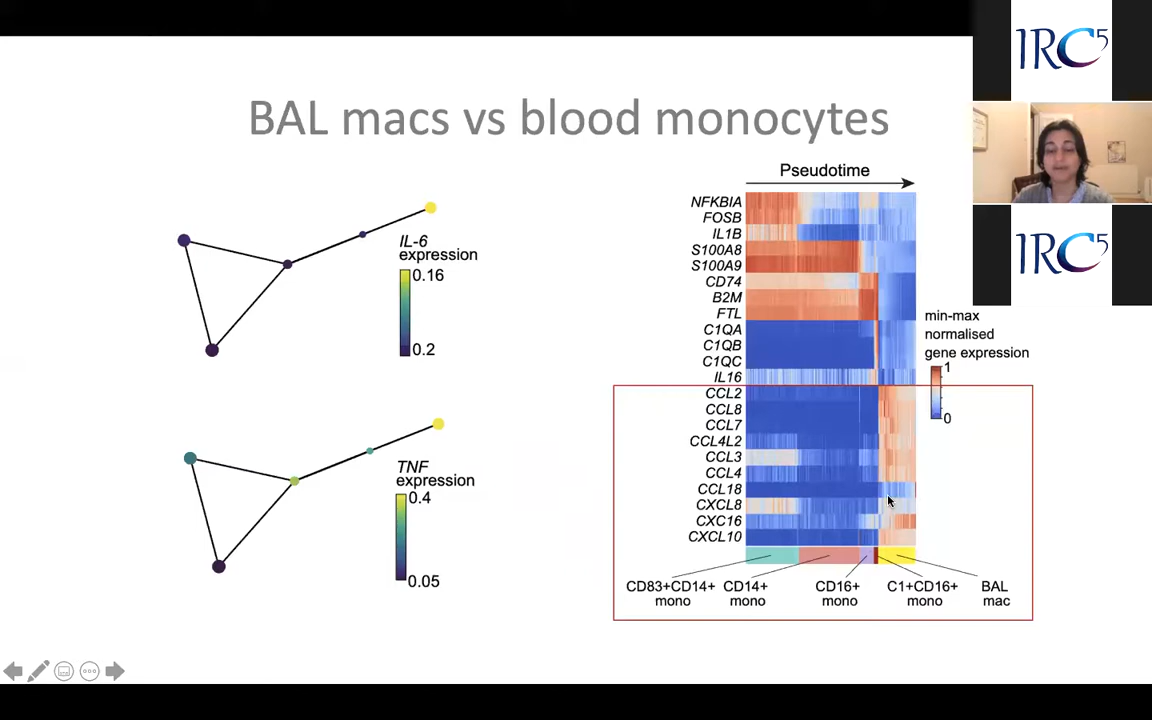 IRC5
BAL macs vs blood monocytes
Pseudotime
IL-6
expression
0.16
0.2
TNF
expression
0.4
0.05
NFKBIA
FOSB
IL1B
S100A8
S100A9
CD74
B2M
FTL
C1QA
C1QB
C1QC
IL16
CCL2
CCL8
CCL7
CCL4L2
CCL3
CCL4
CCL18
CXCL8
CXC16
CXCL10
min-max
normalised
gene expression
1
0
CD83+CD14+
mono
CD14+
mono
CD16+
mono
C1+CD16+
mono
BAL
mac
IRC5